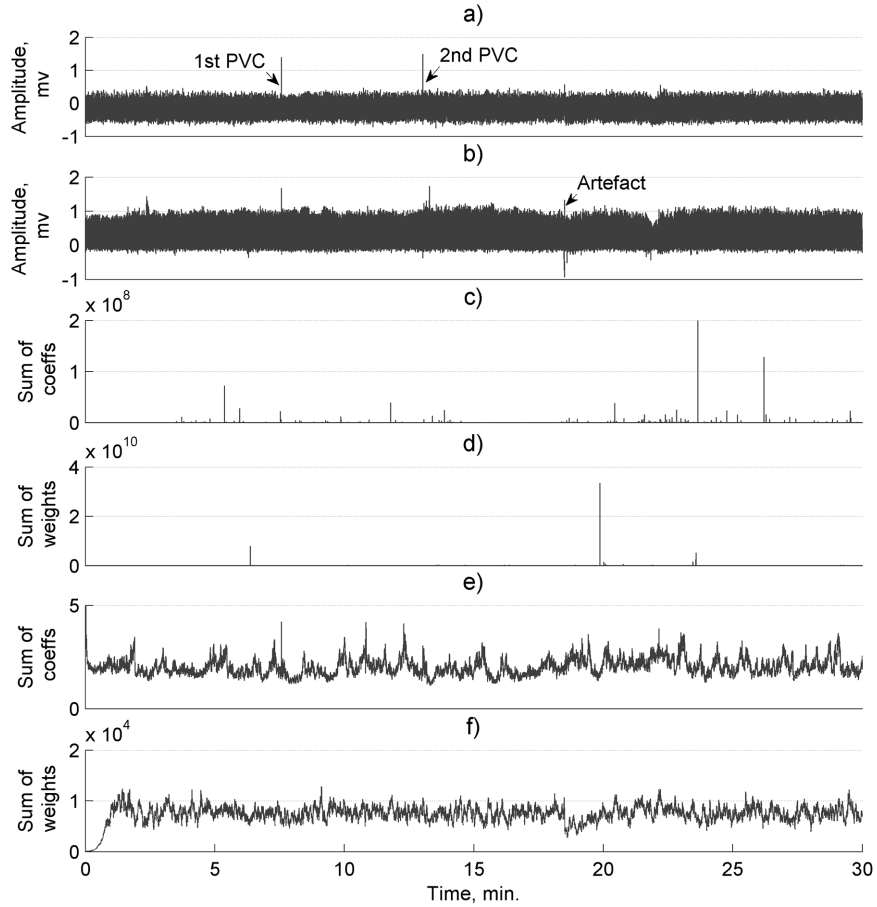 a)
Amplitude,
mv
2
1
0
-1
1st PVC
2nd PVC
b)
Amplitude,
mv
2
1
0
-1
Artefact
c)
x 10^8
Sum of
coeffs
2
1
0
d)
x 10^10
Sum of
weights
4
2
0
e)
Sum of
coeffs
5
0
f)
x 10^4
Sum of
weights
2
1
0
0 5 10 15 20 25 30
Time, min.